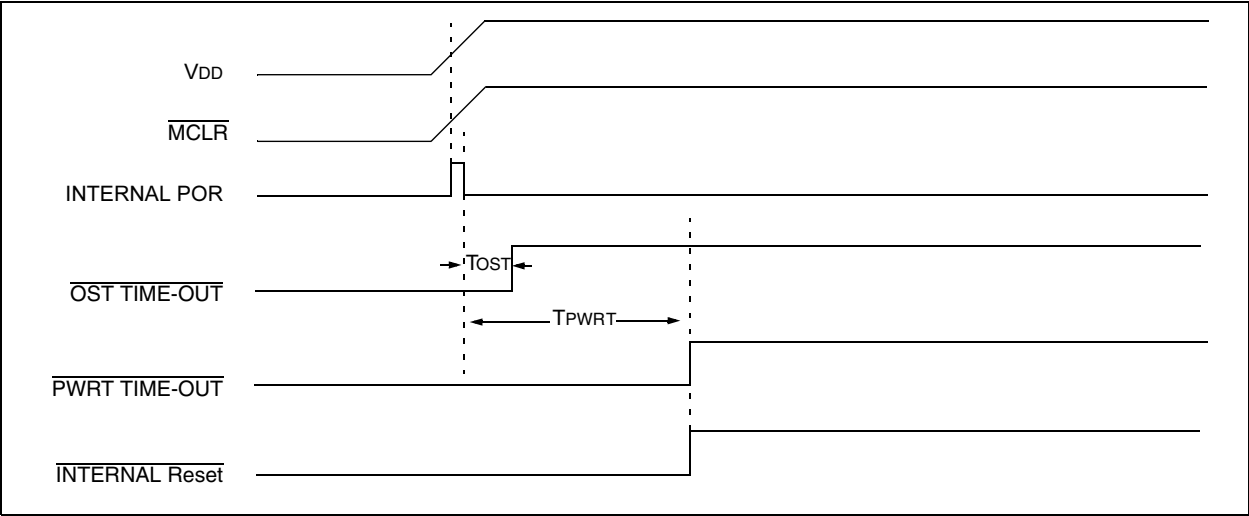 VDD
MCLR
INTERNAL POR
TOST
OST TIME-OUT
TPWRT
PWRT TIME-OUT
INTERNAL Reset